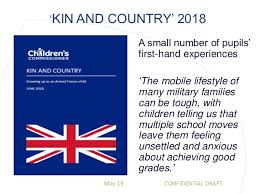 ‘KIN AND COUNTRY’ 2018
Children's
COMMISSIONER
KIN AND COUNTRY
Growing up as an Armed Forces child
JUNE 2018
A small number of pupils’
first-hand experiences
‘The mobile lifestyle of
many military families
can be tough, with
children telling us that
multiple school moves
leave them feeling
unsettled and anxious
about achieving good
grades.’
May 19
CONFIDENTIAL DRAFT